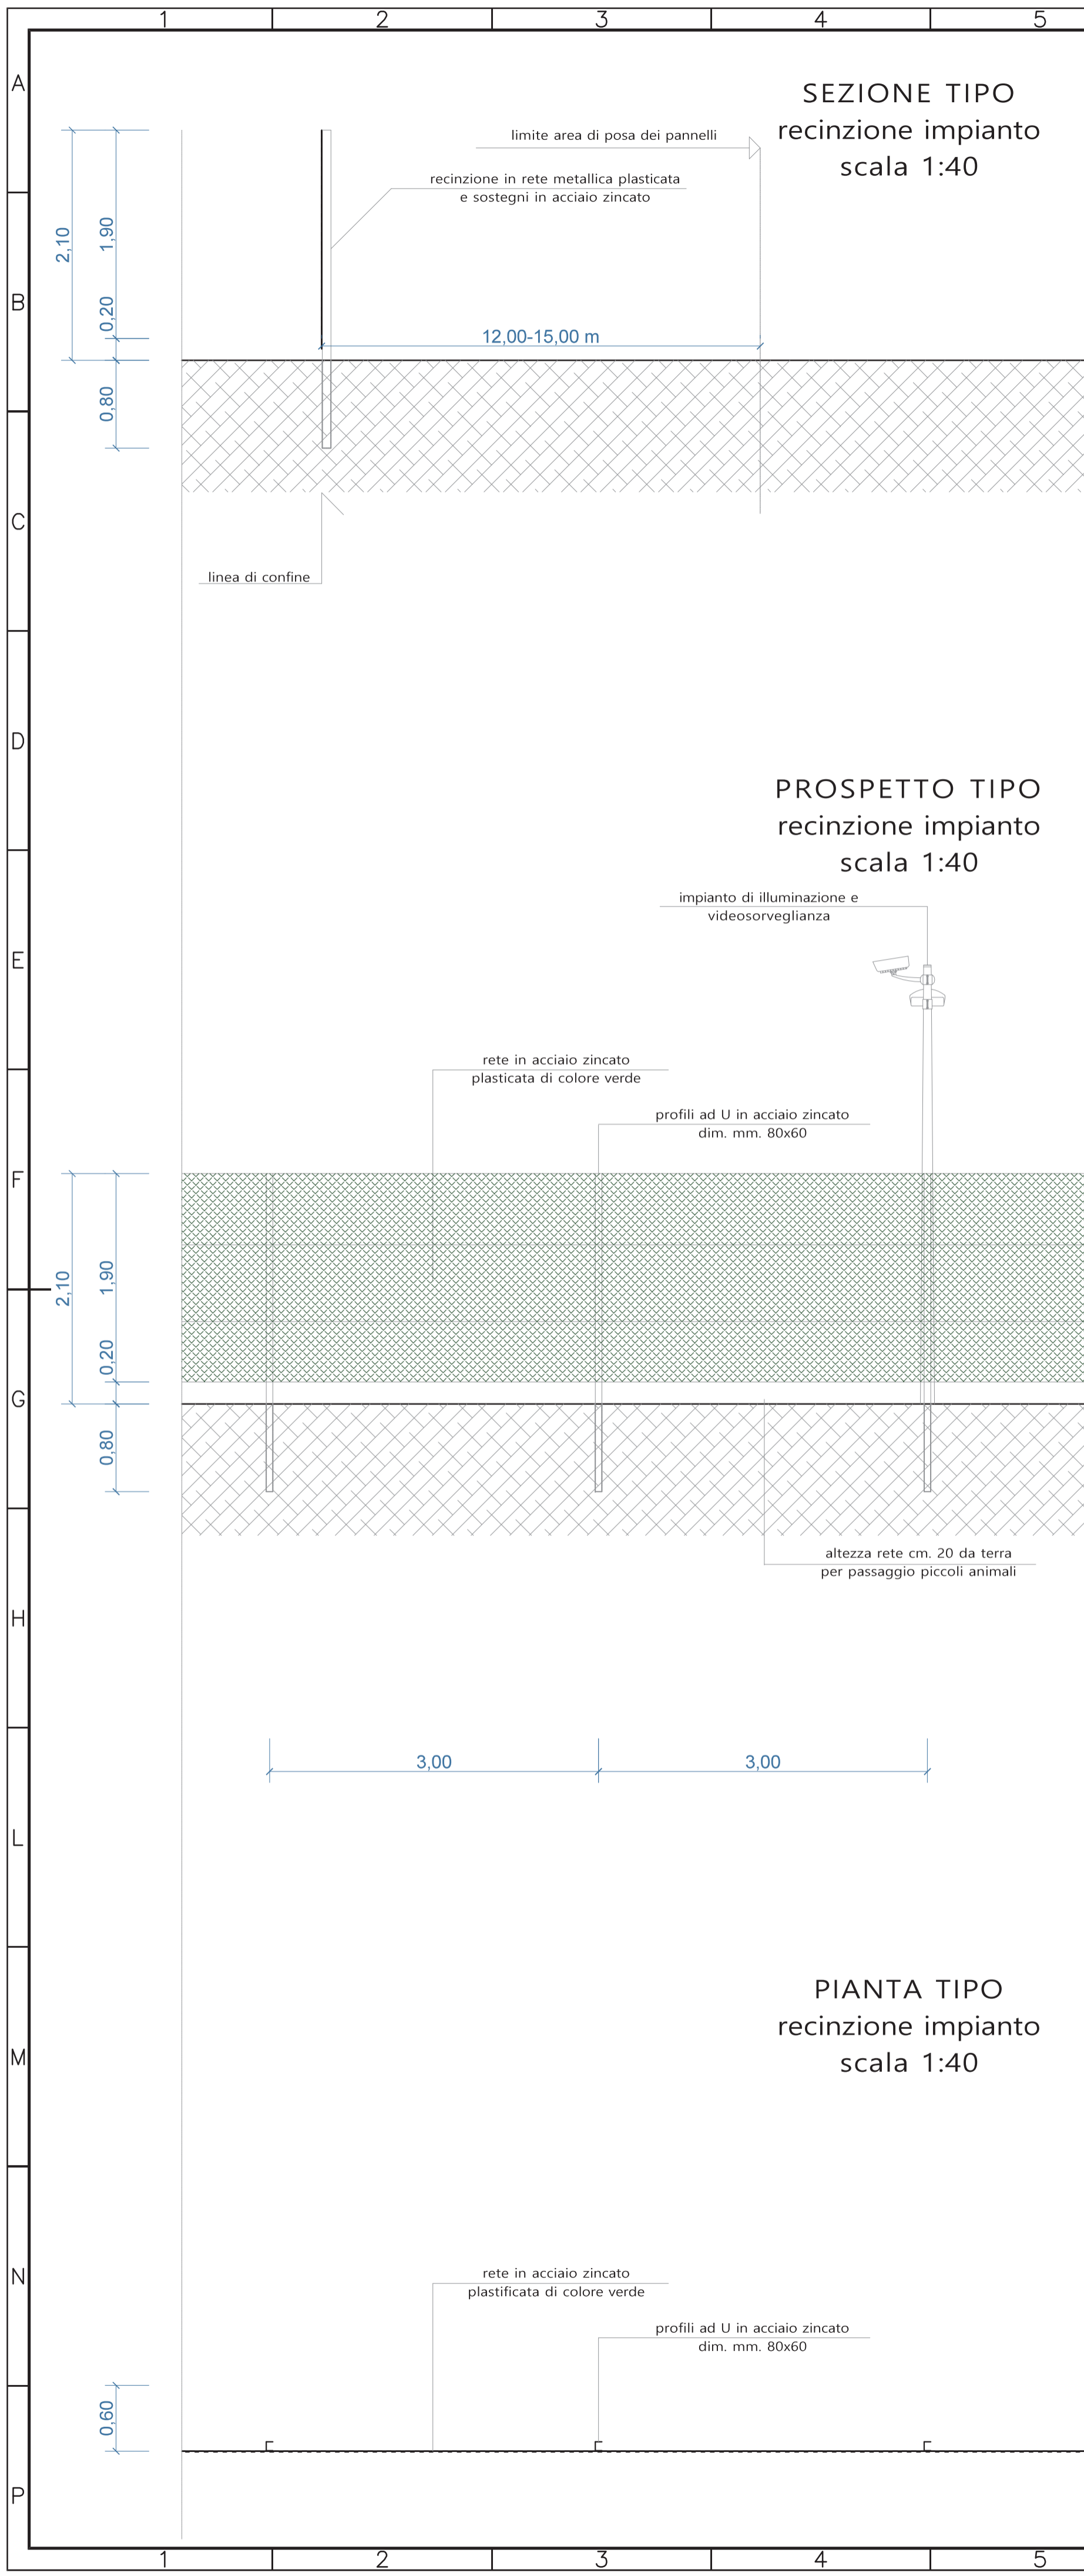 1 2 3 4 5
A
SEZIONE TIPO
recinzione impianto
scala 1:40
limite area di posa dei pannelli
recinzione in rete metallica plasticata
e sostegni in acciaio zincato
2,10
1,90
B
0,20
12,00-15,00 m
0,80
C
linea di confine
D
PROSPETTO TIPO
recinzione impianto
scala 1:40
impianto di illuminazione e
videosorveglianza
E
rete in acciaio zincato
plasticata di colore verde
profili ad U in acciaio zincato
dim. mm. 80x60
F
2,10
1,90
0,20
G
0,80
altezza rete cm. 20 da terra
per passaggio piccoli animali
H
3,00 3,00
L
PIANTA TIPO
recinzione impianto
scala 1:40
M
N
rete in acciaio zincato
plastificata di colore verde
profili ad U in acciaio zincato
dim. mm. 80x60
0,60
P
1 2 3 4 5